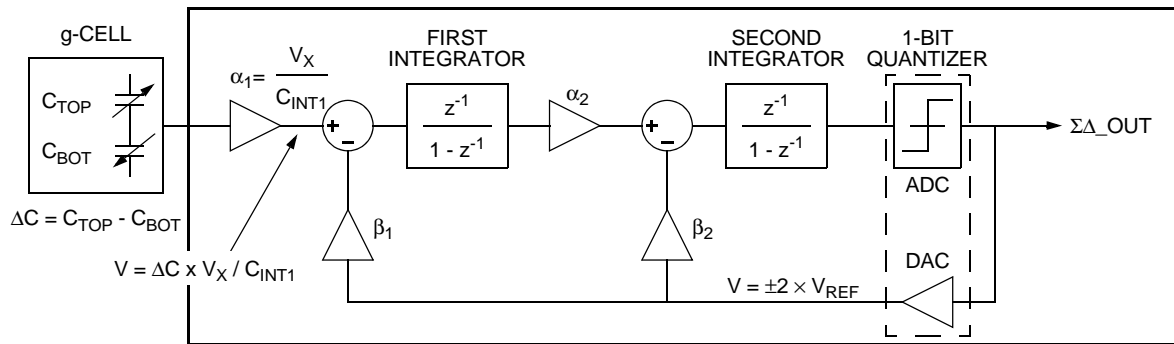 g-CELL
C_TOP
C_BOT
ΔC = C_TOP - C_BOT
α₁ = V_X / C_INT1
V = ΔC x V_X / C_INT1
+
-
β₁
FIRST
INTEGRATOR
z⁻¹
1 - z⁻¹
α₂
+
-
β₂
SECOND
INTEGRATOR
z⁻¹
1 - z⁻¹
1-BIT
QUANTIZER
ADC
DAC
V = ±2 × V_REF
ΣΔ_OUT